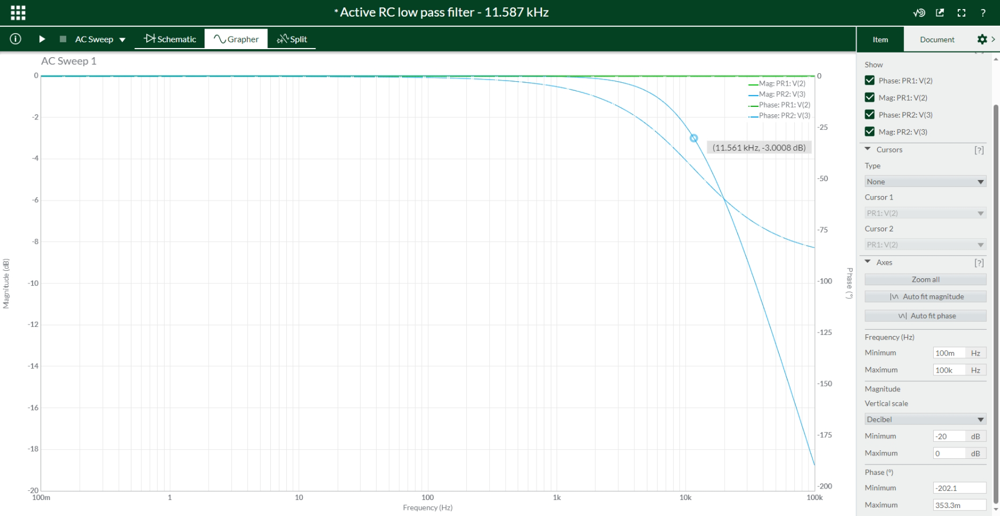 * Active RC low pass filter - 11.587 kHz
?
AC Sweep
Schematic
Grapher
Split
Item
Document
AC Sweep 1
0
-2
-4
-6
-8
-10
-12
-14
-16
-18
-20
Magnitude (dB)
Mag: PR1: V(2)
Mag: PR2: V(3)
Phase: PR1: V(2)
Phase: PR2: V(3)
(11.561 kHz, -3.0008 dB)
0
-25
-50
-75
-100
-125
-150
-175
-200
Phase (°)
100m
1
10
100
1k
10k
100k
Frequency (Hz)
Show
Phase: PR1: V(2)
Mag: PR1: V(2)
Phase: PR2: V(3)
Mag: PR2: V(3)
Cursors [?]
Type
None
Cursor 1
PR1: V(2)
Cursor 2
PR1: V(2)
Axes [?]
Zoom all
Auto fit magnitude
Auto fit phase
Frequency (Hz)
Minimum 100m Hz
Maximum 100k Hz
Magnitude
Vertical scale
Decibel
Minimum -20 dB
Maximum 0 dB
Phase (°)
Minimum -202.1
Maximum 353.3m